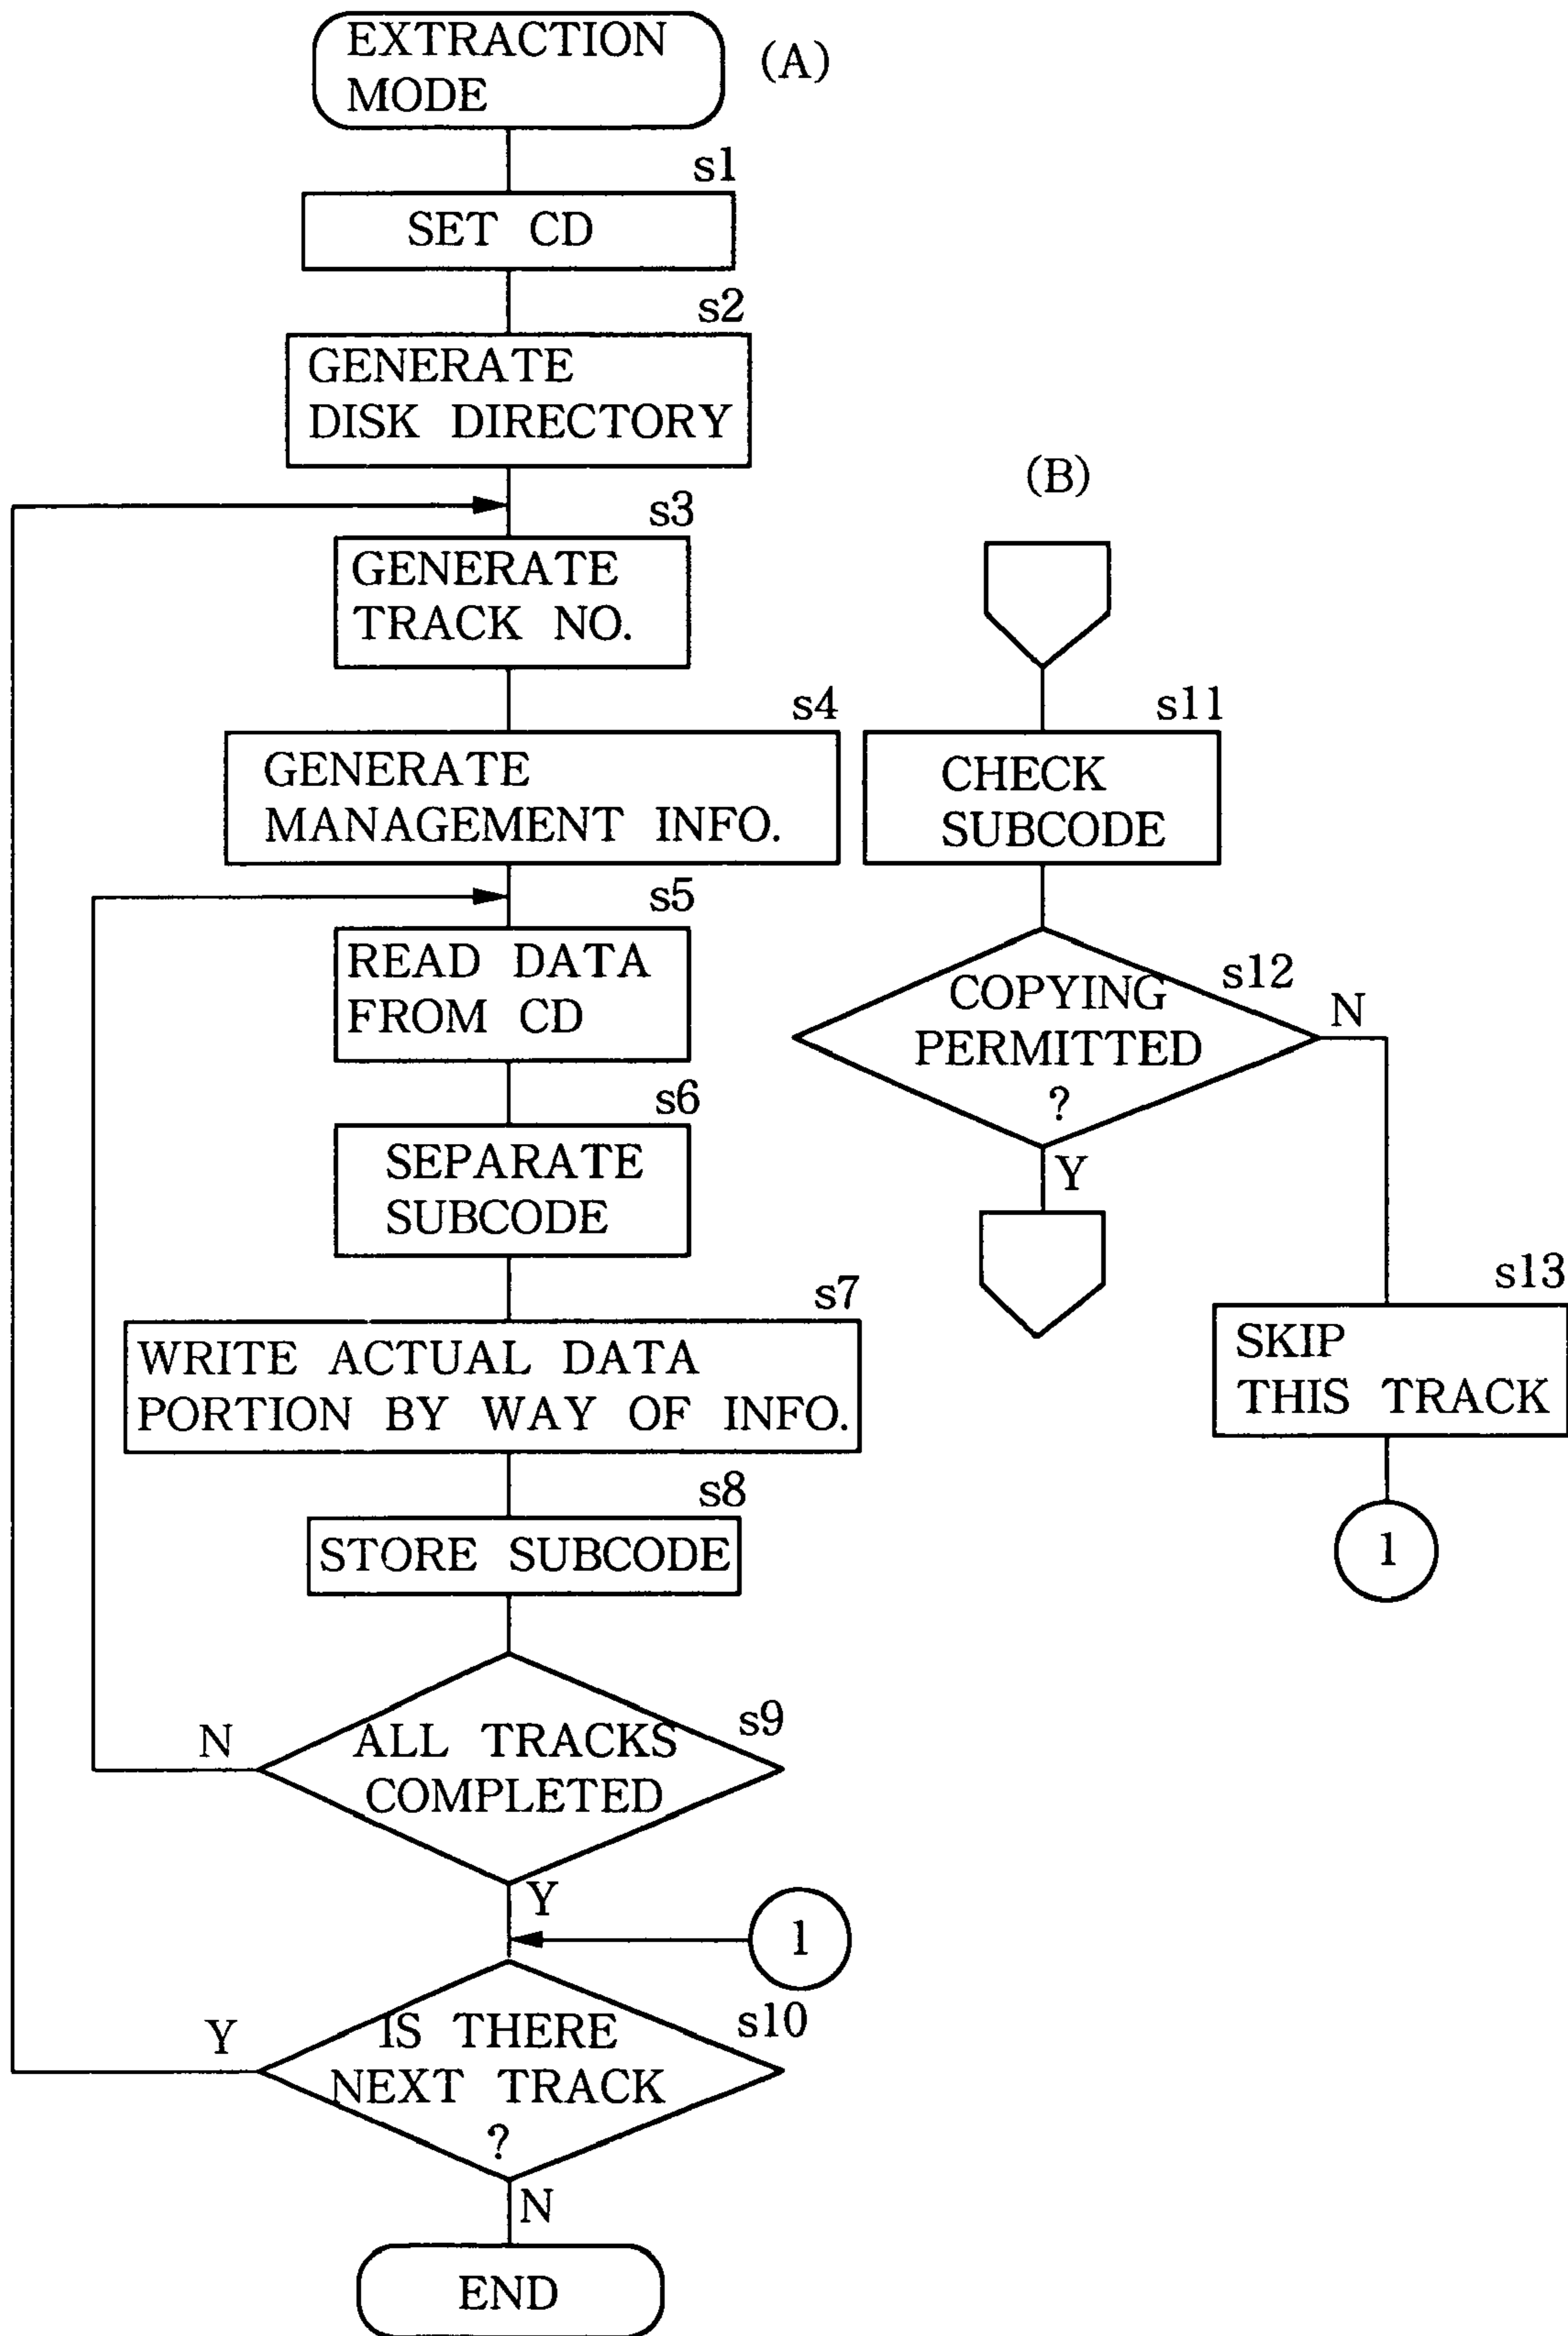 EXTRACTION
MODE
(A)
s1
SET CD
s2
GENERATE
DISK DIRECTORY
s3
GENERATE
TRACK NO.
s4
GENERATE
MANAGEMENT INFO.
s5
READ DATA
FROM CD
s6
SEPARATE
SUBCODE
s7
WRITE ACTUAL DATA
PORTION BY WAY OF INFO.
s8
STORE SUBCODE
s9
ALL TRACKS
COMPLETED
N
Y
1
s10
IS THERE
NEXT TRACK
?
Y
N
END
(B)
s11
CHECK
SUBCODE
s12
COPYING
PERMITTED
?
N
Y
s13
SKIP
THIS TRACK
1